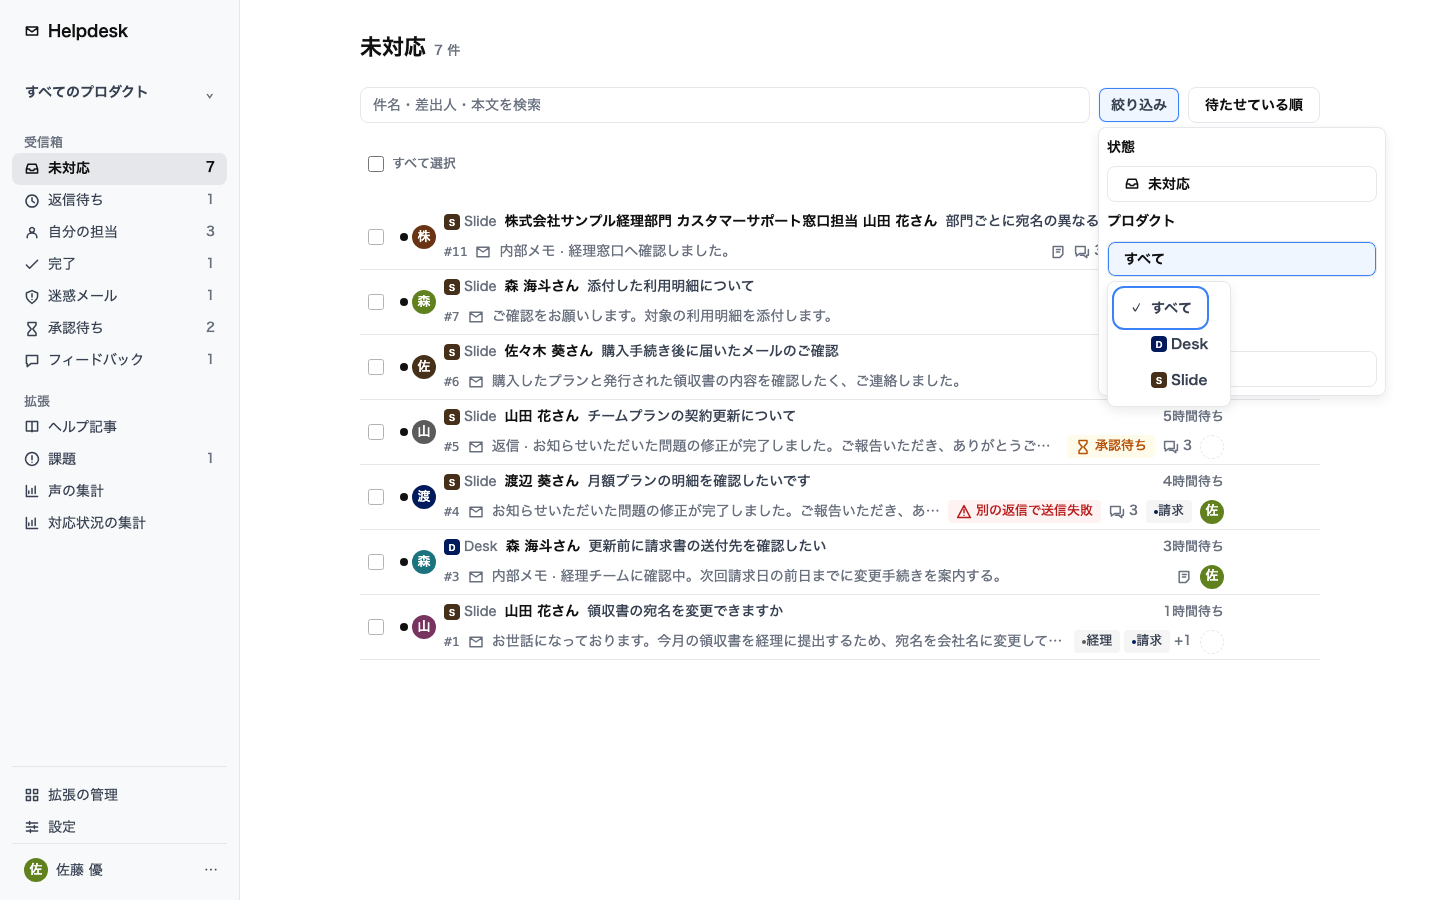 Helpdesk
すべてのプロダクト
受信箱
未対応 7
返信待ち 1
自分の担当 3
完了 1
迷惑メール 1
承認待ち 2
フィードバック 1
拡張
ヘルプ記事
課題 1
声の集計
対応状況の集計
拡張の管理
設定
佐 佐藤 優 …
未対応 7 件
件名・差出人・本文を検索
絞り込み
待たせている順
すべて選択
株 S Slide 株式会社サンプル経理部門 カスタマーサポート窓口担当 山田 花さん 部門ごとに宛名の異なる
#11 内部メモ · 経理窓口へ確認しました。
森 S Slide 森 海斗さん 添付した利用明細について
#7 ご確認をお願いします。対象の利用明細を添付します。
佐 S Slide 佐々木 葵さん 購入手続き後に届いたメールのご確認
#6 購入したプランと発行された領収書の内容を確認したく、ご連絡しました。
山 S Slide 山田 花さん チームプランの契約更新について 5時間待ち
#5 返信 · お知らせいただいた問題の修正が完了しました。ご報告いただき、ありがとうご… 承認待ち 3
渡 S Slide 渡辺 葵さん 月額プランの明細を確認したいです 4時間待ち
#4 お知らせいただいた問題の修正が完了しました。ご報告いただき、あ… 別の返信で送信失敗 3 •請求 佐
森 D Desk 森 海斗さん 更新前に請求書の送付先を確認したい 3時間待ち
#3 内部メモ · 経理チームに確認中。次回請求日の前日までに変更手続きを案内する。 佐
山 S Slide 山田 花さん 領収書の宛名を変更できますか 1時間待ち
#1 お世話になっております。今月の領収書を経理に提出するため、宛名を会社名に変更して… •経理 •請求 +1
状態
未対応
プロダクト
すべて
✓ すべて
D Desk
S Slide